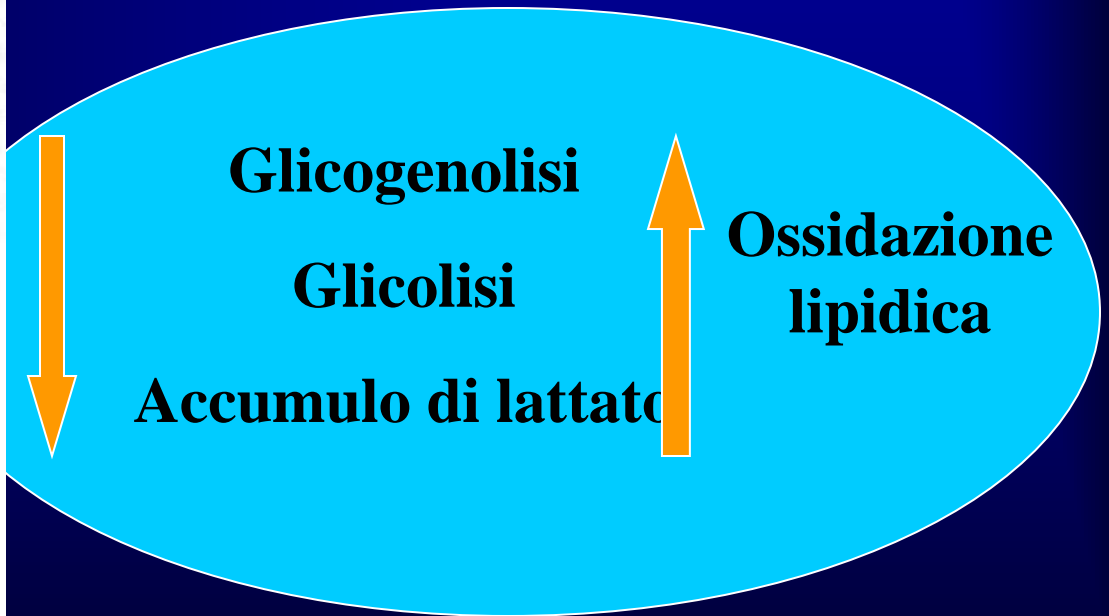 Glicogenolisi
Glicolisi
Accumulo di lattato
Ossidazione
lipidica